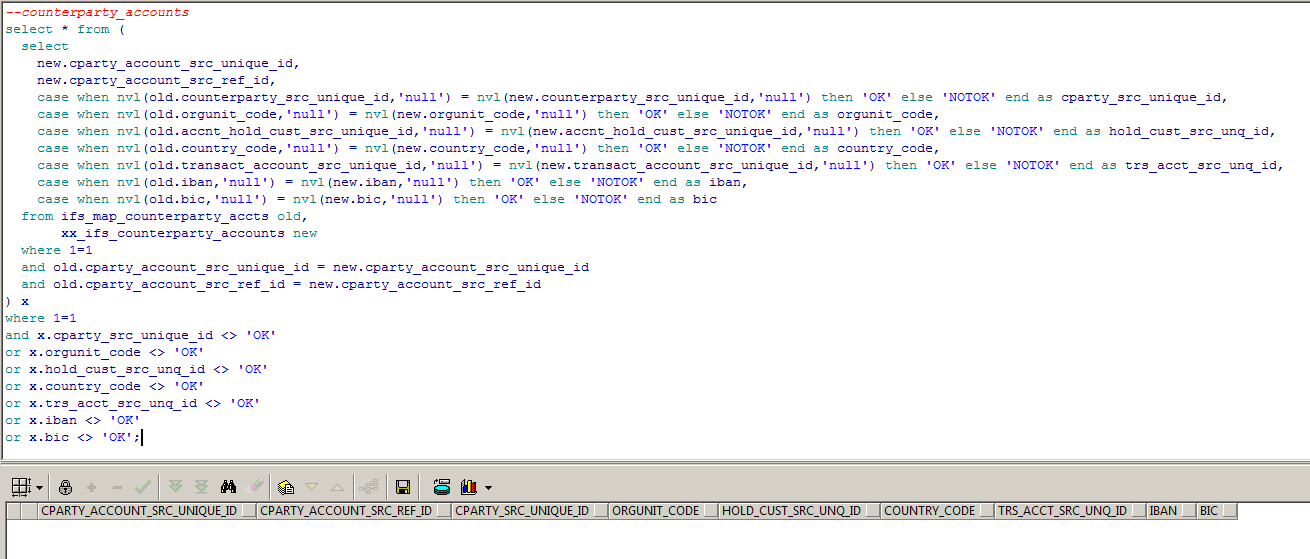 --counterparty_accounts
select * from (
  select
    new.cparty_account_src_unique_id,
    new.cparty_account_src_ref_id,
    case when nvl(old.counterparty_src_unique_id,'null') = nvl(new.counterparty_src_unique_id,'null') then 'OK' else 'NOTOK' end as cparty_src_unique_id,
    case when nvl(old.orgunit_code,'null') = nvl(new.orgunit_code,'null') then 'OK' else 'NOTOK' end as orgunit_code,
    case when nvl(old.accnt_hold_cust_src_unique_id,'null') = nvl(new.accnt_hold_cust_src_unique_id,'null') then 'OK' else 'NOTOK' end as hold_cust_src_unq_id,
    case when nvl(old.country_code,'null') = nvl(new.country_code,'null') then 'OK' else 'NOTOK' end as country_code,
    case when nvl(old.transact_account_src_unique_id,'null') = nvl(new.transact_account_src_unique_id,'null') then 'OK' else 'NOTOK' end as trs_acct_src_unq_id,
    case when nvl(old.iban,'null') = nvl(new.iban,'null') then 'OK' else 'NOTOK' end as iban,
    case when nvl(old.bic,'null') = nvl(new.bic,'null') then 'OK' else 'NOTOK' end as bic
  from ifs_map_counterparty_accts old,
       xx_ifs_counterparty_accounts new
  where 1=1
  and old.cparty_account_src_unique_id = new.cparty_account_src_unique_id
  and old.cparty_account_src_ref_id = new.cparty_account_src_ref_id
) x
where 1=1
and x.cparty_src_unique_id <> 'OK'
or x.orgunit_code <> 'OK'
or x.hold_cust_src_unq_id <> 'OK'
or x.country_code <> 'OK'
or x.trs_acct_src_unq_id <> 'OK'
or x.iban <> 'OK'
or x.bic <> 'OK';
CPARTY_ACCOUNT_SRC_UNIQUE_ID CPARTY_ACCOUNT_SRC_REF_ID CPARTY_SRC_UNIQUE_ID ORGUNIT_CODE HOLD_CUST_SRC_UNQ_ID COUNTRY_CODE TRS_ACCT_SRC_UNQ_ID IBAN BIC